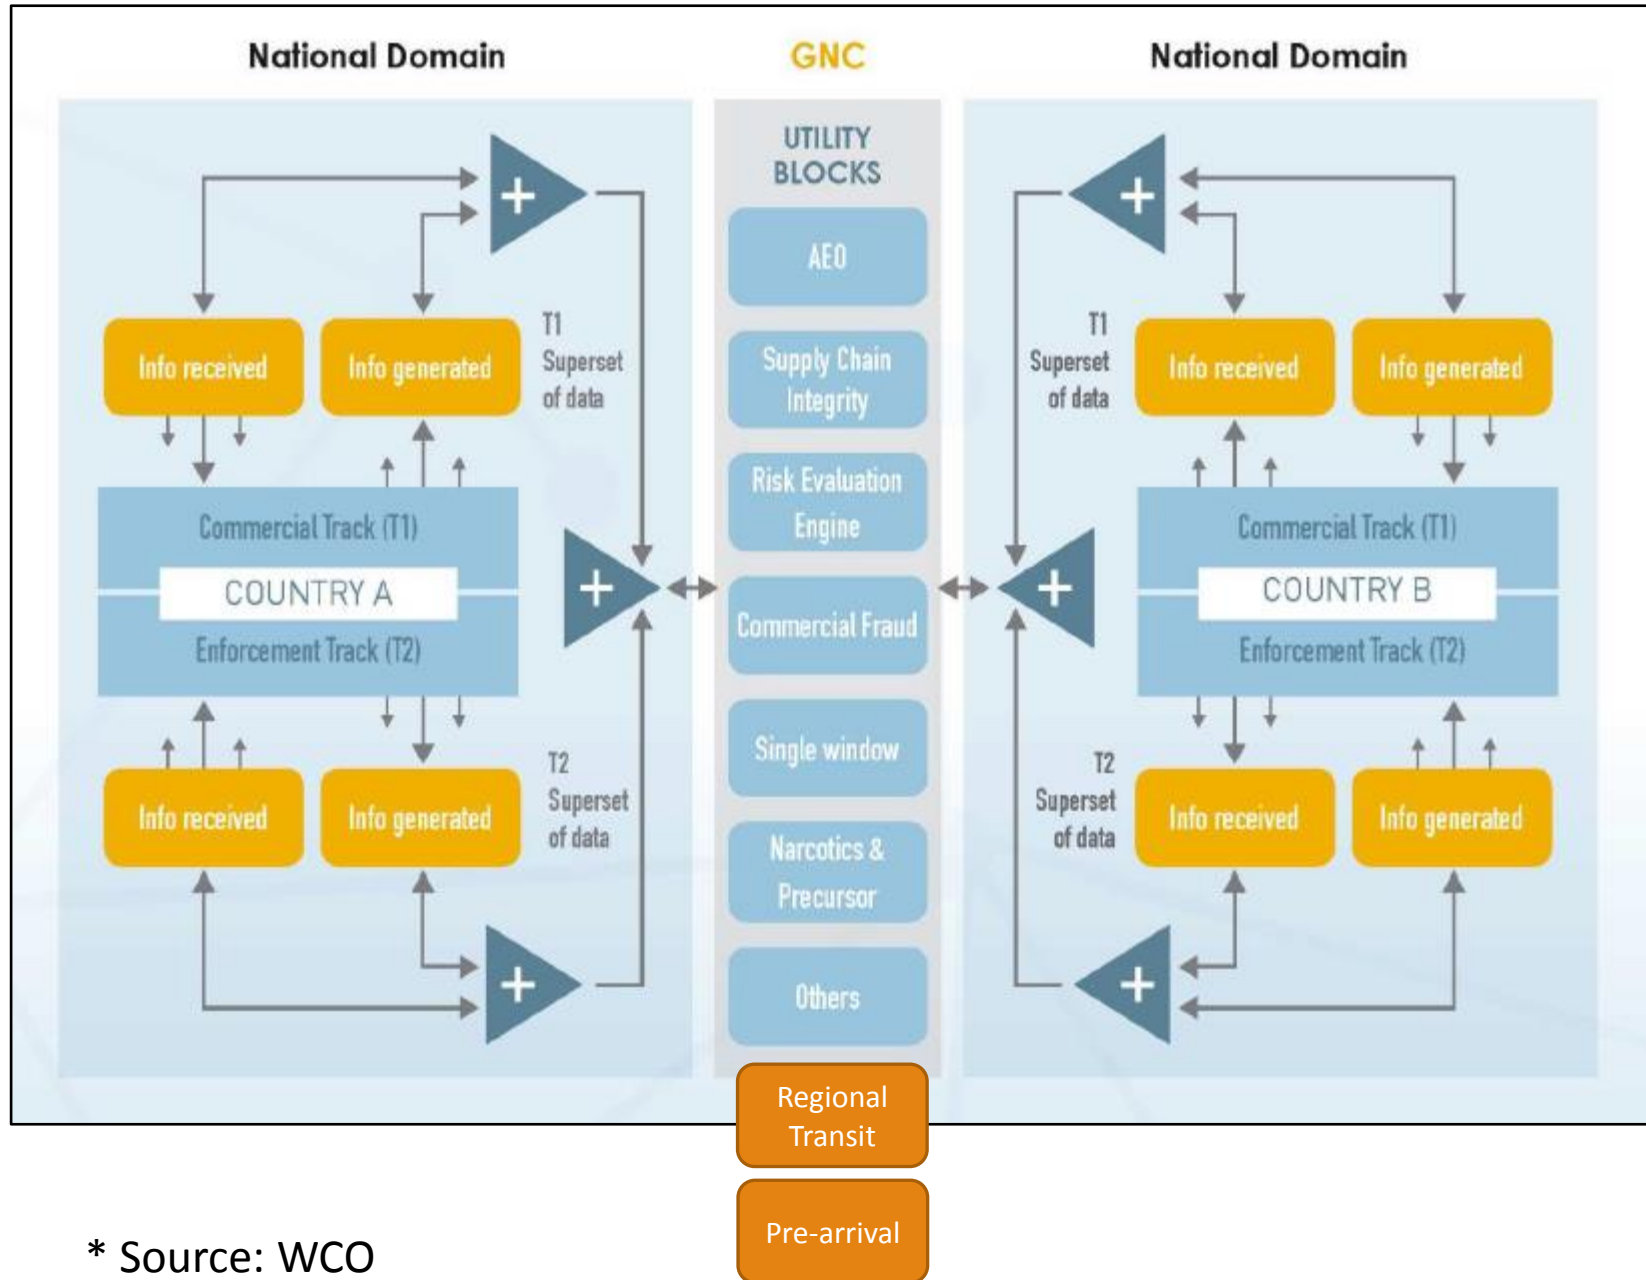 National Domain
GNC
National Domain
UTILITY
BLOCKS
+
+
AEO
Info received
Info generated
T1
Superset
of data
Supply Chain
Integrity
T1
Superset
of data
Info received
Info generated
Risk Evaluation
Engine
Commercial Track (T1)
COUNTRY A
Enforcement Track (T2)
+
Commercial Fraud
+
Commercial Track (T1)
COUNTRY B
Enforcement Track (T2)
Single window
Info received
Info generated
T2
Superset
of data
T2
Superset
of data
Info received
Info generated
Narcotics &
Precursor
+
Others
+
Regional
Transit
Pre-arrival
* Source: WCO